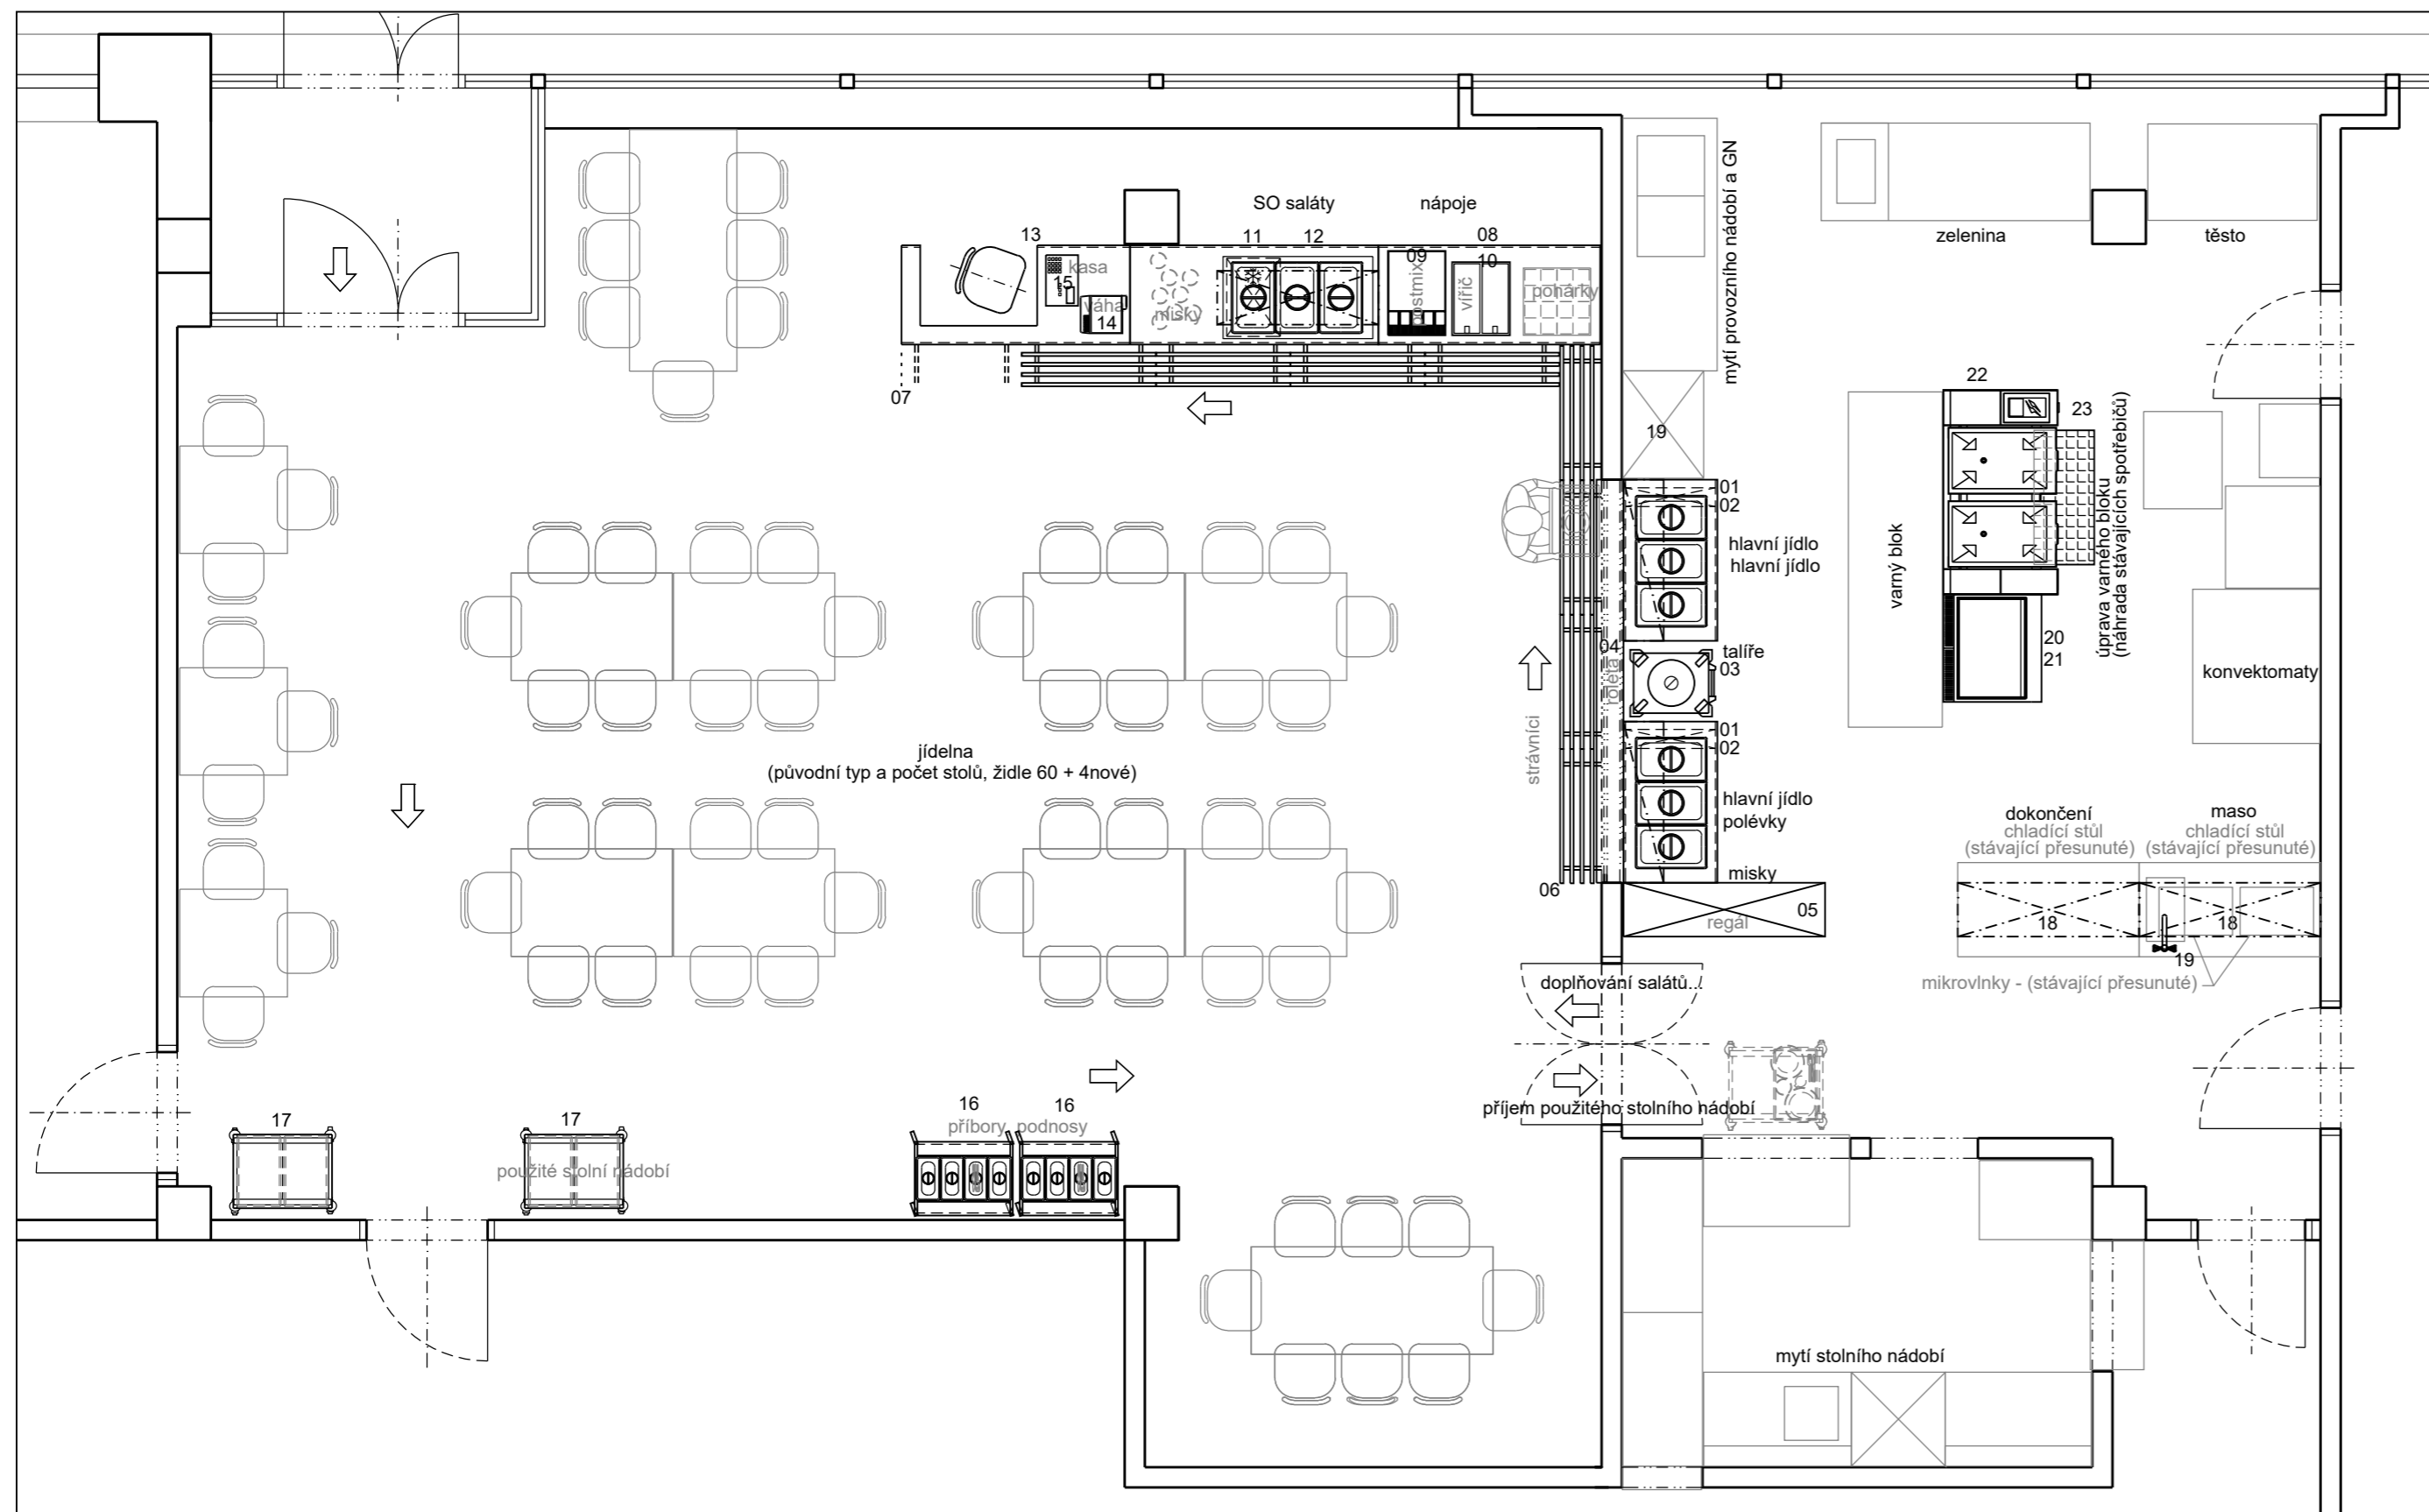 SO saláty
nápoje
13
11
12
08
09
10
kasa
15
váha
14
misky
postmix
vířič
pohárky
07
mytí provozního nádobí a GN
zelenina
těsto
19
22
23
varný blok
úprava varného bloku
(náhrada stávajících spotřebičů)
20
21
konvektomaty
01
02
hlavní jídlo
hlavní jídlo
04
roleta
talíře
03
strávníci
01
02
hlavní jídlo
polévky
misky
06
05
regál
jídelna
(původní typ a počet stolů, židle 60 + 4nové)
dokončení
chladící stůl
(stávající přesunuté)
maso
chladící stůl
(stávající přesunuté)
18
18
19
mikrovlnky - (stávající přesunuté)
doplňování salátů...
příjem použitého stolního nádobí
17
17
použité stolní nádobí
16
16
příbory, podnosy
mytí stolního nádobí